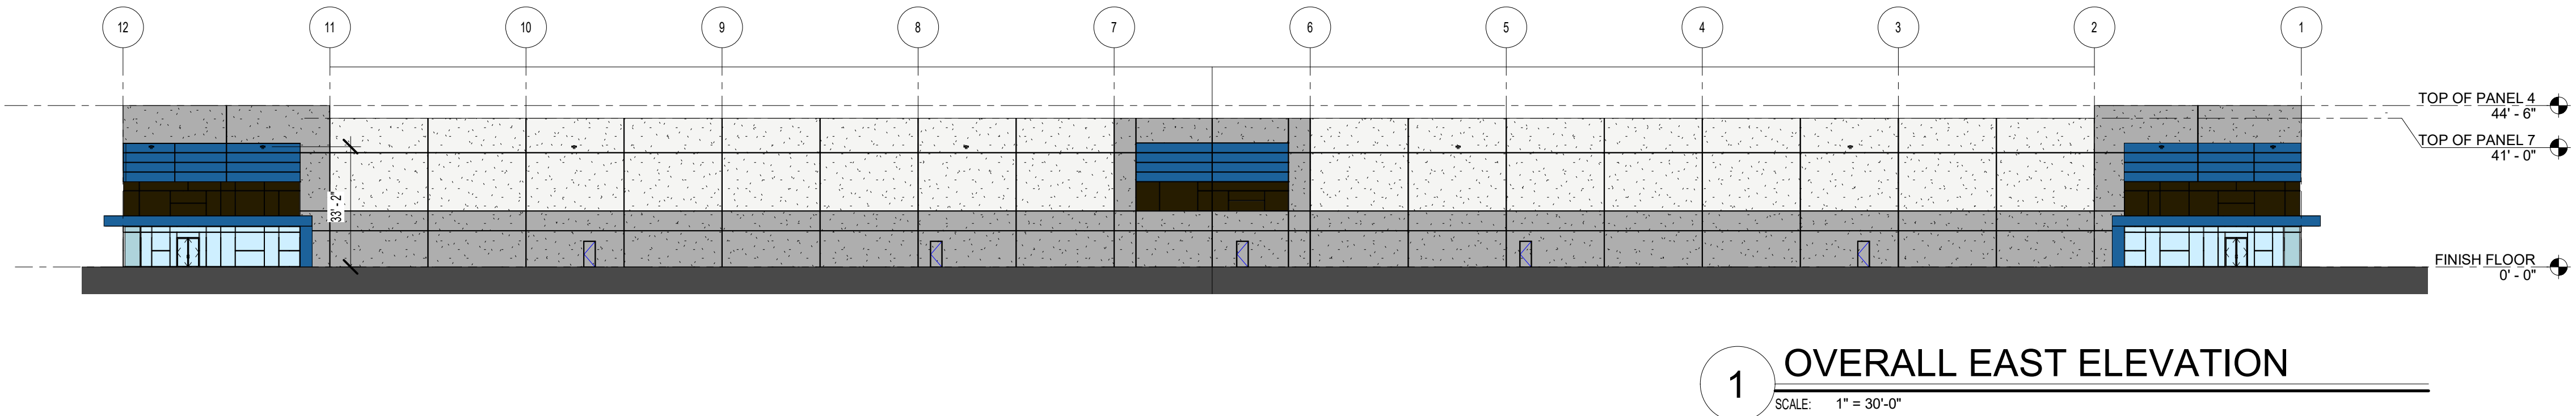 12 11 10 9 8 7 6 5 4 3 2 1
TOP OF PANEL 4
44' - 6"
TOP OF PANEL 7
41' - 0"
33' - 2"
FINISH FLOOR
0' - 0"
1 OVERALL EAST ELEVATION
SCALE: 1" = 30'-0"